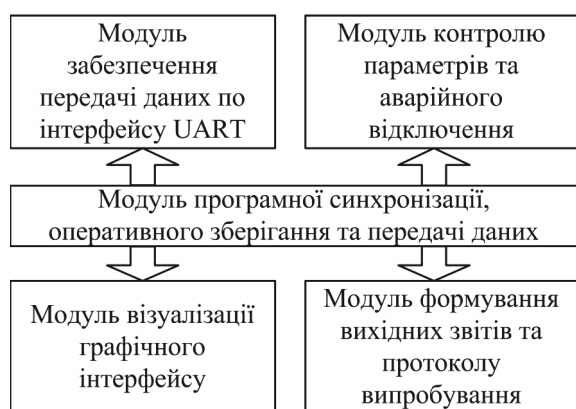 Модуль
забезпечення
передачі даних по
інтерфейсу UART
Модуль контролю
параметрів та
аварійного
відключення
Модуль програмної синхронізації,
оперативного зберігання та передачі даних
Модуль візуалізації
графічного
інтерфейсу
Модуль формування
вихідних звітів та
протоколу
випробування